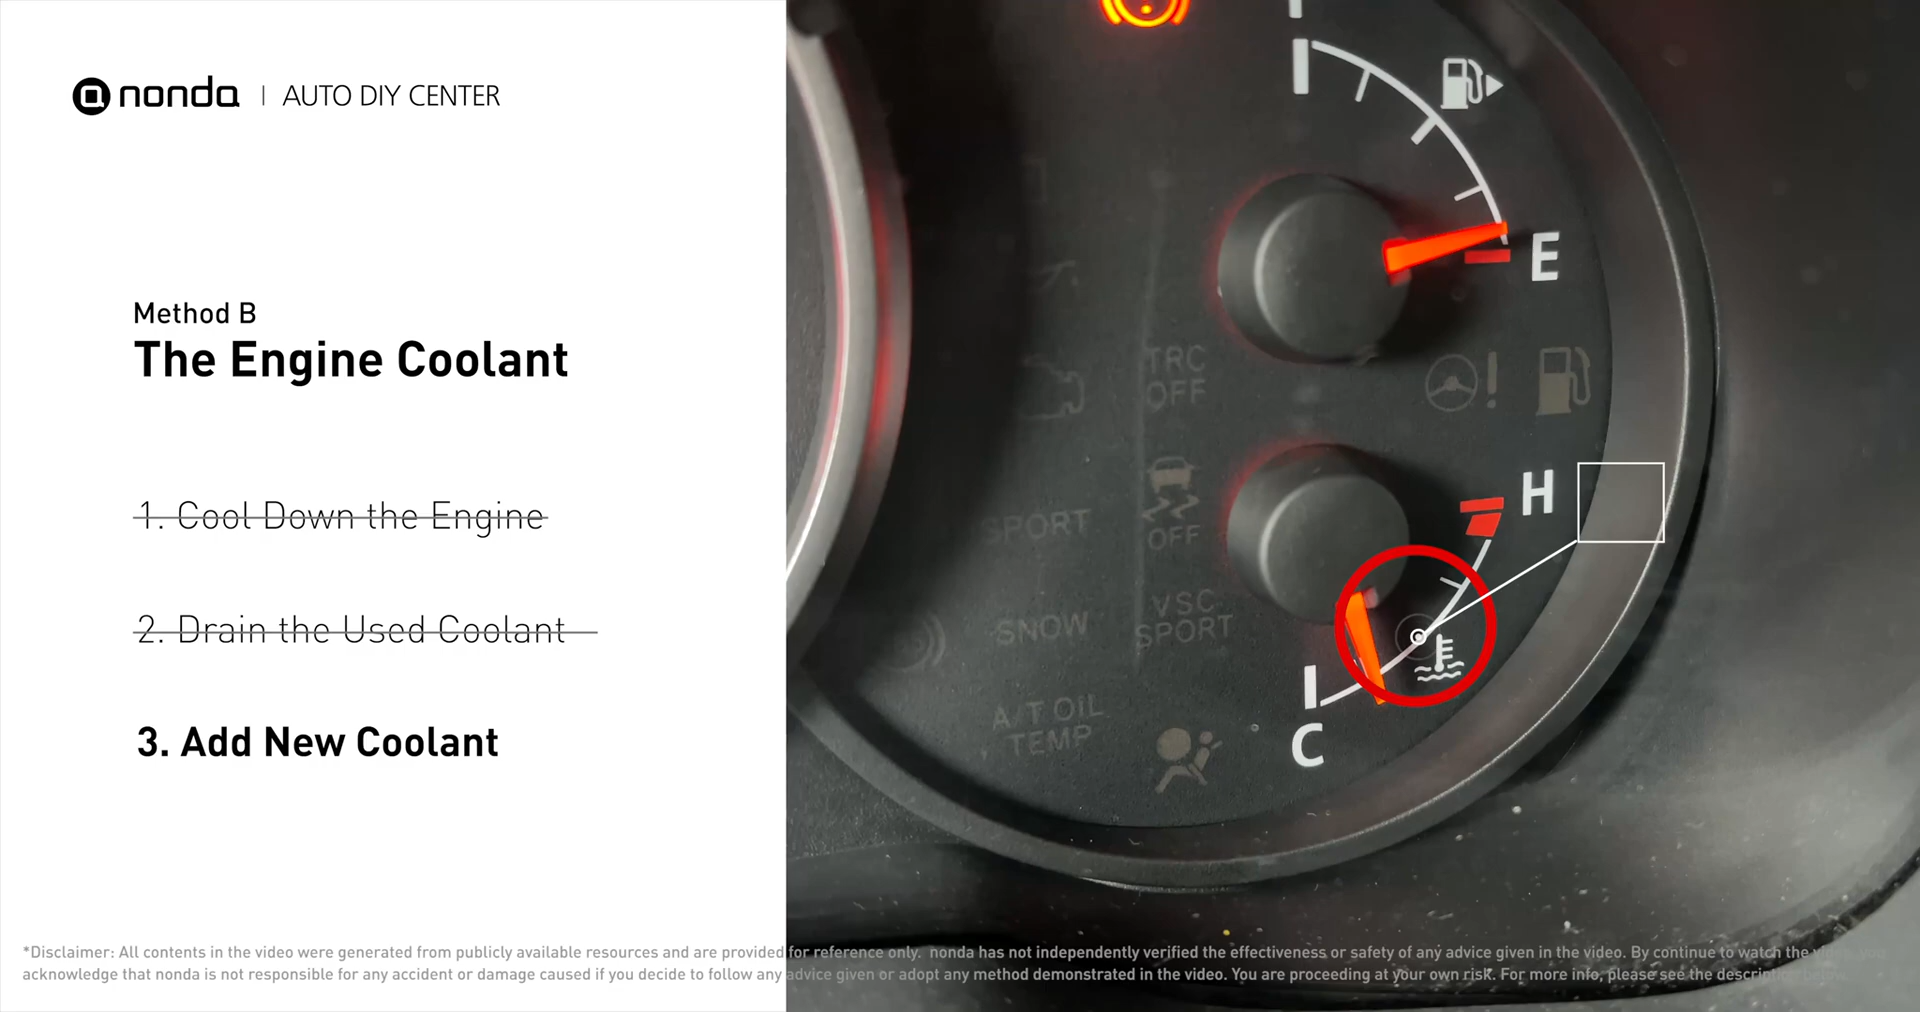 nonda | AUTO DIY CENTER
Method B
The Engine Coolant
1. Cool Down the Engine
2. Drain the Used Coolant
3. Add New Coolant
E
TRC
OFF
H
SPORT
OFF
SNOW
VSC
SPORT
A/T OIL
TEMP
C
*Disclaimer: All contents in the video were generated from publicly available resources and are provided for reference only. nonda has not independently verified the effectiveness or safety of any advice given in the video. By continue to watch the video, you
acknowledge that nonda is not responsible for any accident or damage caused if you decide to follow any advice given or adopt any method demonstrated in the video. You are proceeding at your own risk. For more info, please see the description